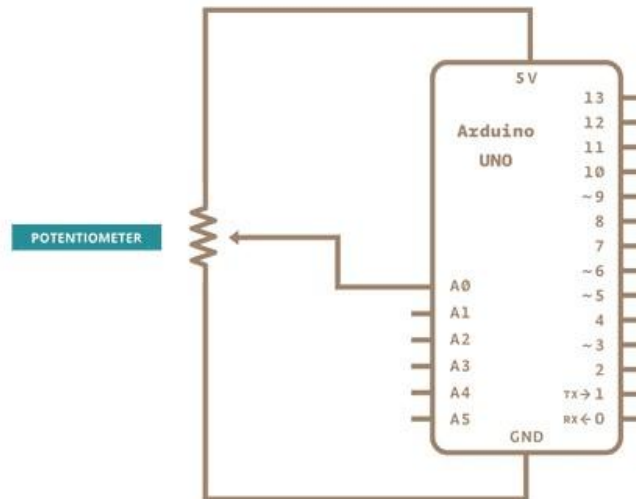 5V
Arduino
UNO
POTENTIOMETER
A0
A1
A2
A3
A4
A5
13
12
11
10
~9
8
7
~6
~5
4
~3
2
TX→1
RX←0
GND